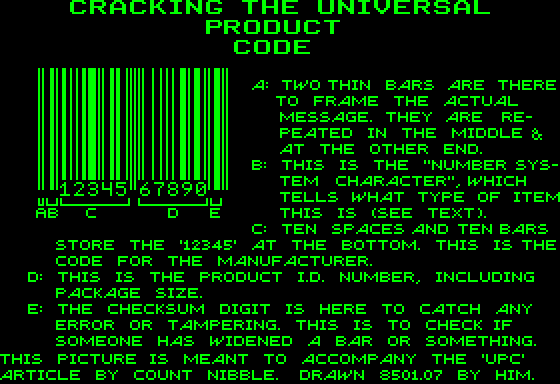 CRACKING THE UNIVERSAL
PRODUCT
CODE
12345 67890
AB C D E
A: TWO THIN BARS ARE THERE
TO FRAME THE ACTUAL
MESSAGE. THEY ARE RE-
PEATED IN THE MIDDLE &
AT THE OTHER END.
B: THIS IS THE "NUMBER SYS-
TEM CHARACTER", WHICH
TELLS WHAT TYPE OF ITEM
THIS IS (SEE TEXT).
C: TEN SPACES AND TEN BARS
STORE THE '12345' AT THE BOTTOM. THIS IS THE
CODE FOR THE MANUFACTURER.
D: THIS IS THE PRODUCT I.D. NUMBER, INCLUDING
PACKAGE SIZE.
E: THE CHECKSUM DIGIT IS HERE TO CATCH ANY
ERROR OR TAMPERING. THIS IS TO CHECK IF
SOMEONE HAS WIDENED A BAR OR SOMETHING.
THIS PICTURE IS MEANT TO ACCOMPANY THE 'UPC'
ARTICLE BY COUNT NIBBLE. DRAWN 8501.07 BY HIM.